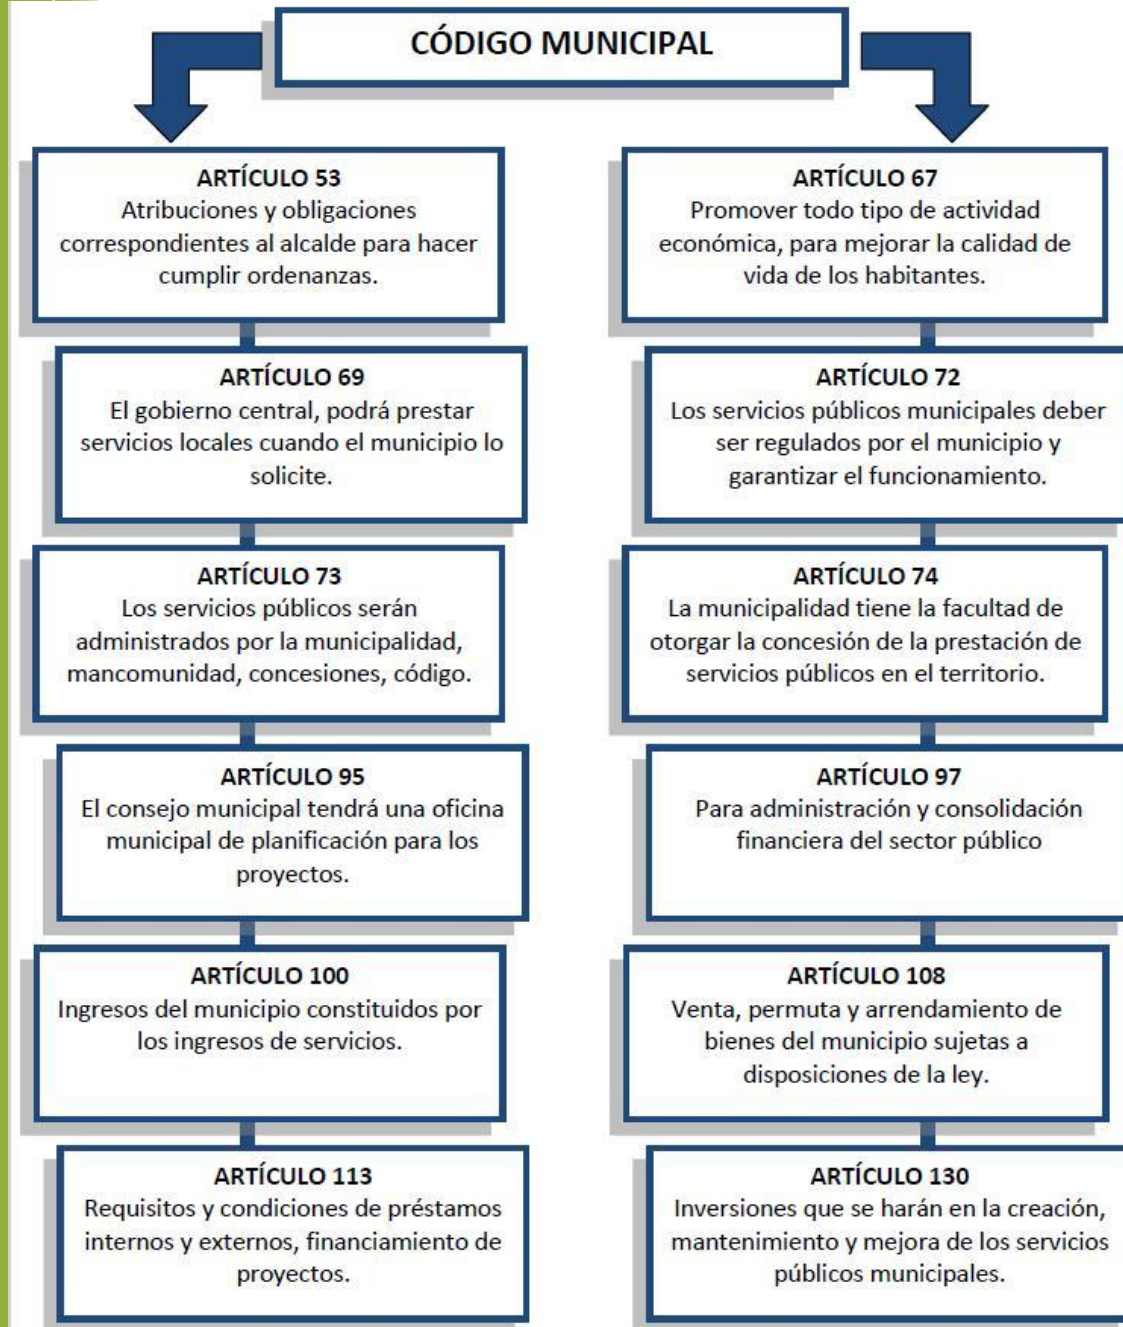 CÓDIGO MUNICIPAL
ARTÍCULO 53
Atribuciones y obligaciones
correspondientes al alcalde para hacer
cumplir ordenanzas.
ARTÍCULO 67
Promover todo tipo de actividad
económica, para mejorar la calidad de
vida de los habitantes.
ARTÍCULO 69
El gobierno central, podrá prestar
servicios locales cuando el municipio lo
solicite.
ARTÍCULO 72
Los servicios públicos municipales deber
ser regulados por el municipio y
garantizar el funcionamiento.
ARTÍCULO 73
Los servicios públicos serán
administrados por la municipalidad,
mancomunidad, concesiones, código.
ARTÍCULO 74
La municipalidad tiene la facultad de
otorgar la concesión de la prestación de
servicios públicos en el territorio.
ARTÍCULO 95
El consejo municipal tendrá una oficina
municipal de planificación para los
proyectos.
ARTÍCULO 97
Para administración y consolidación
financiera del sector público
ARTÍCULO 100
Ingresos del municipio constituidos por
los ingresos de servicios.
ARTÍCULO 108
Venta, permuta y arrendamiento de
bienes del municipio sujetas a
disposiciones de la ley.
ARTÍCULO 113
Requisitos y condiciones de préstamos
internos y externos, financiamiento de
proyectos.
ARTÍCULO 130
Inversiones que se harán en la creación,
mantenimiento y mejora de los servicios
públicos municipales.